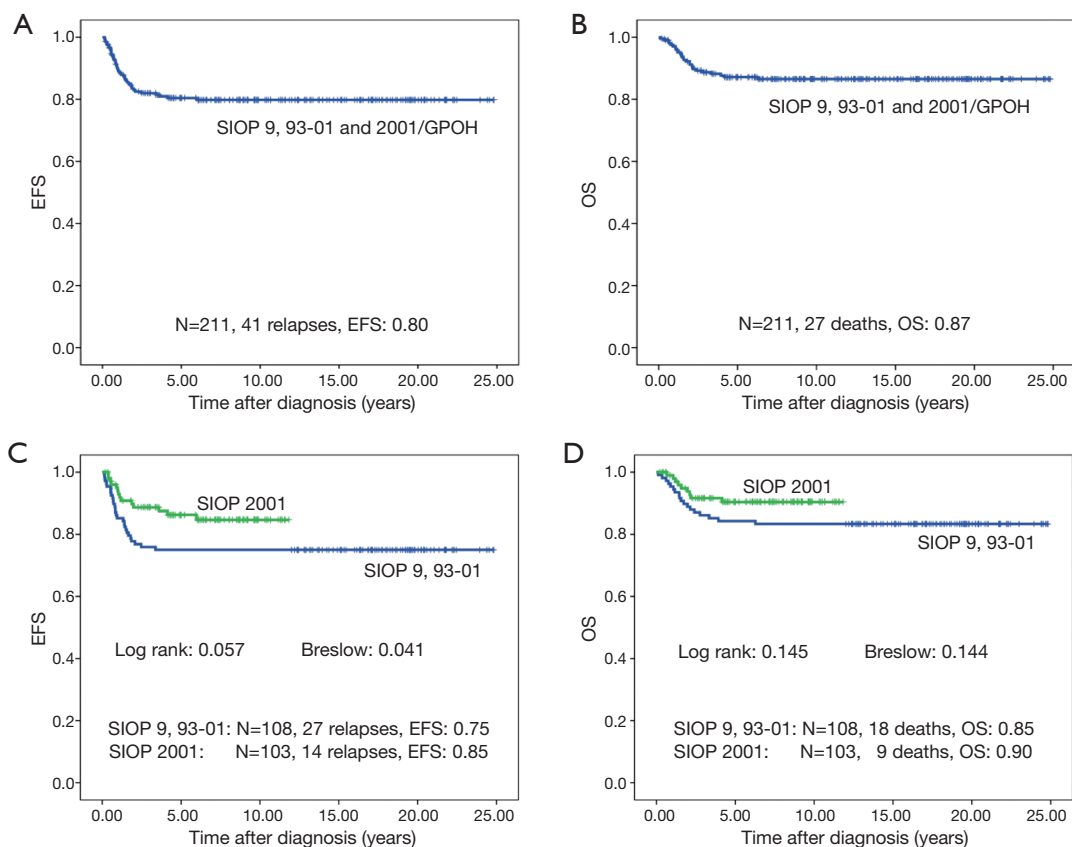 A
1.0
0.8
0.6
0.4
0.2
0.0
EFS
SIOP 9, 93-01 and 2001/GPOH
N=211, 41 relapses, EFS: 0.80
0.00 5.00 10.00 15.00 20.00 25.00
Time after diagnosis (years)
B
1.0
0.8
0.6
0.4
0.2
0.0
OS
SIOP 9, 93-01 and 2001/GPOH
N=211, 27 deaths, OS: 0.87
0.00 5.00 10.00 15.00 20.00 25.00
Time after diagnosis (years)
C
1.0
0.8
0.6
0.4
0.2
0.0
EFS
SIOP 2001
SIOP 9, 93-01
Log rank: 0.057 Breslow: 0.041
SIOP 9, 93-01: N=108, 27 relapses, EFS: 0.75
SIOP 2001: N=103, 14 relapses, EFS: 0.85
0.00 5.00 10.00 15.00 20.00 25.00
Time after diagnosis (years)
D
1.0
0.8
0.6
0.4
0.2
0.0
OS
SIOP 2001
SIOP 9, 93-01
Log rank: 0.145 Breslow: 0.144
SIOP 9, 93-01: N=108, 18 deaths, OS: 0.85
SIOP 2001: N=103, 9 deaths, OS: 0.90
0.00 5.00 10.00 15.00 20.00 25.00
Time after diagnosis (years)